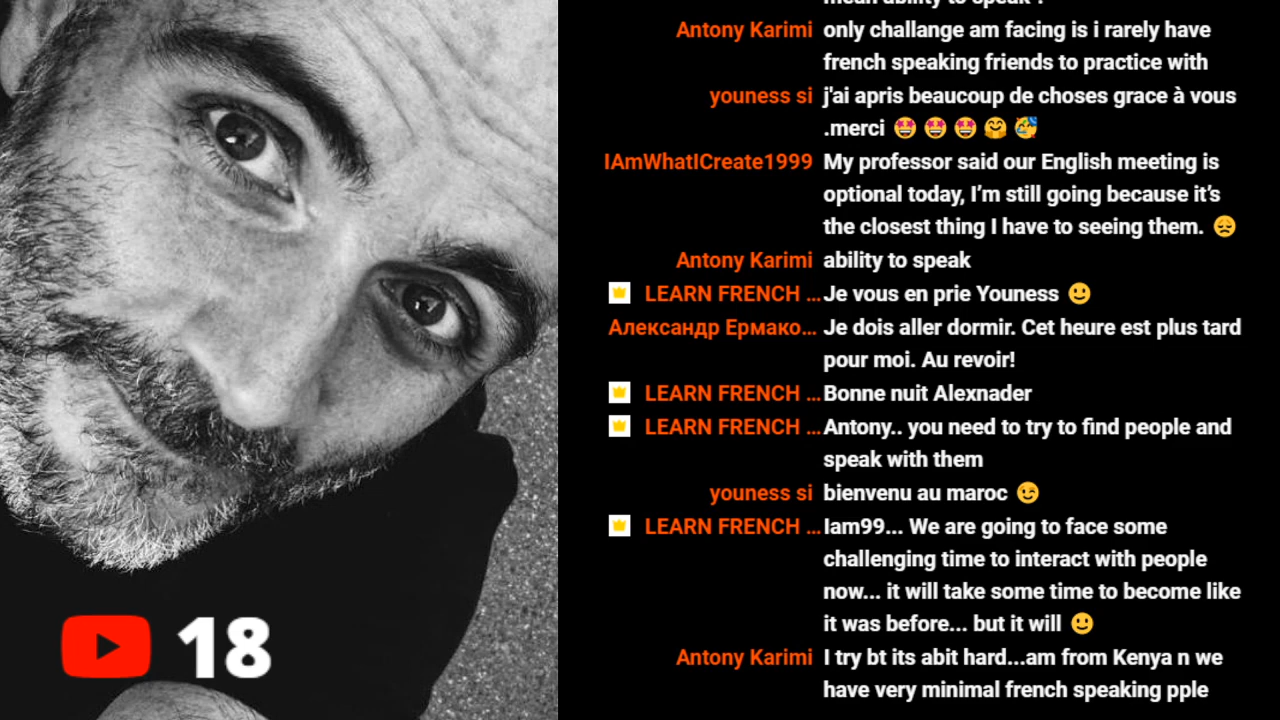 mean ability to speak ?
Antony Karimi only challange am facing is i rarely have
french speaking friends to practice with
youness si j'ai apris beaucoup de choses grace à vous
.merci 🤩 🤩 🤩 🤗 🥳
IAmWhatICreate1999 My professor said our English meeting is
optional today, I’m still going because it’s
the closest thing I have to seeing them. 😞
Antony Karimi ability to speak
LEARN FRENCH ... Je vous en prie Youness 🙂
Александр Ермако... Je dois aller dormir. Cet heure est plus tard
pour moi. Au revoir!
LEARN FRENCH ... Bonne nuit Alexnader
LEARN FRENCH ... Antony.. you need to try to find people and
speak with them
youness si bienvenu au maroc 😉
LEARN FRENCH ... Iam99... We are going to face some
challenging time to interact with people
now... it will take some time to become like
it was before... but it will 🙂
Antony Karimi I try bt its abit hard...am from Kenya n we
have very minimal french speaking pple
18